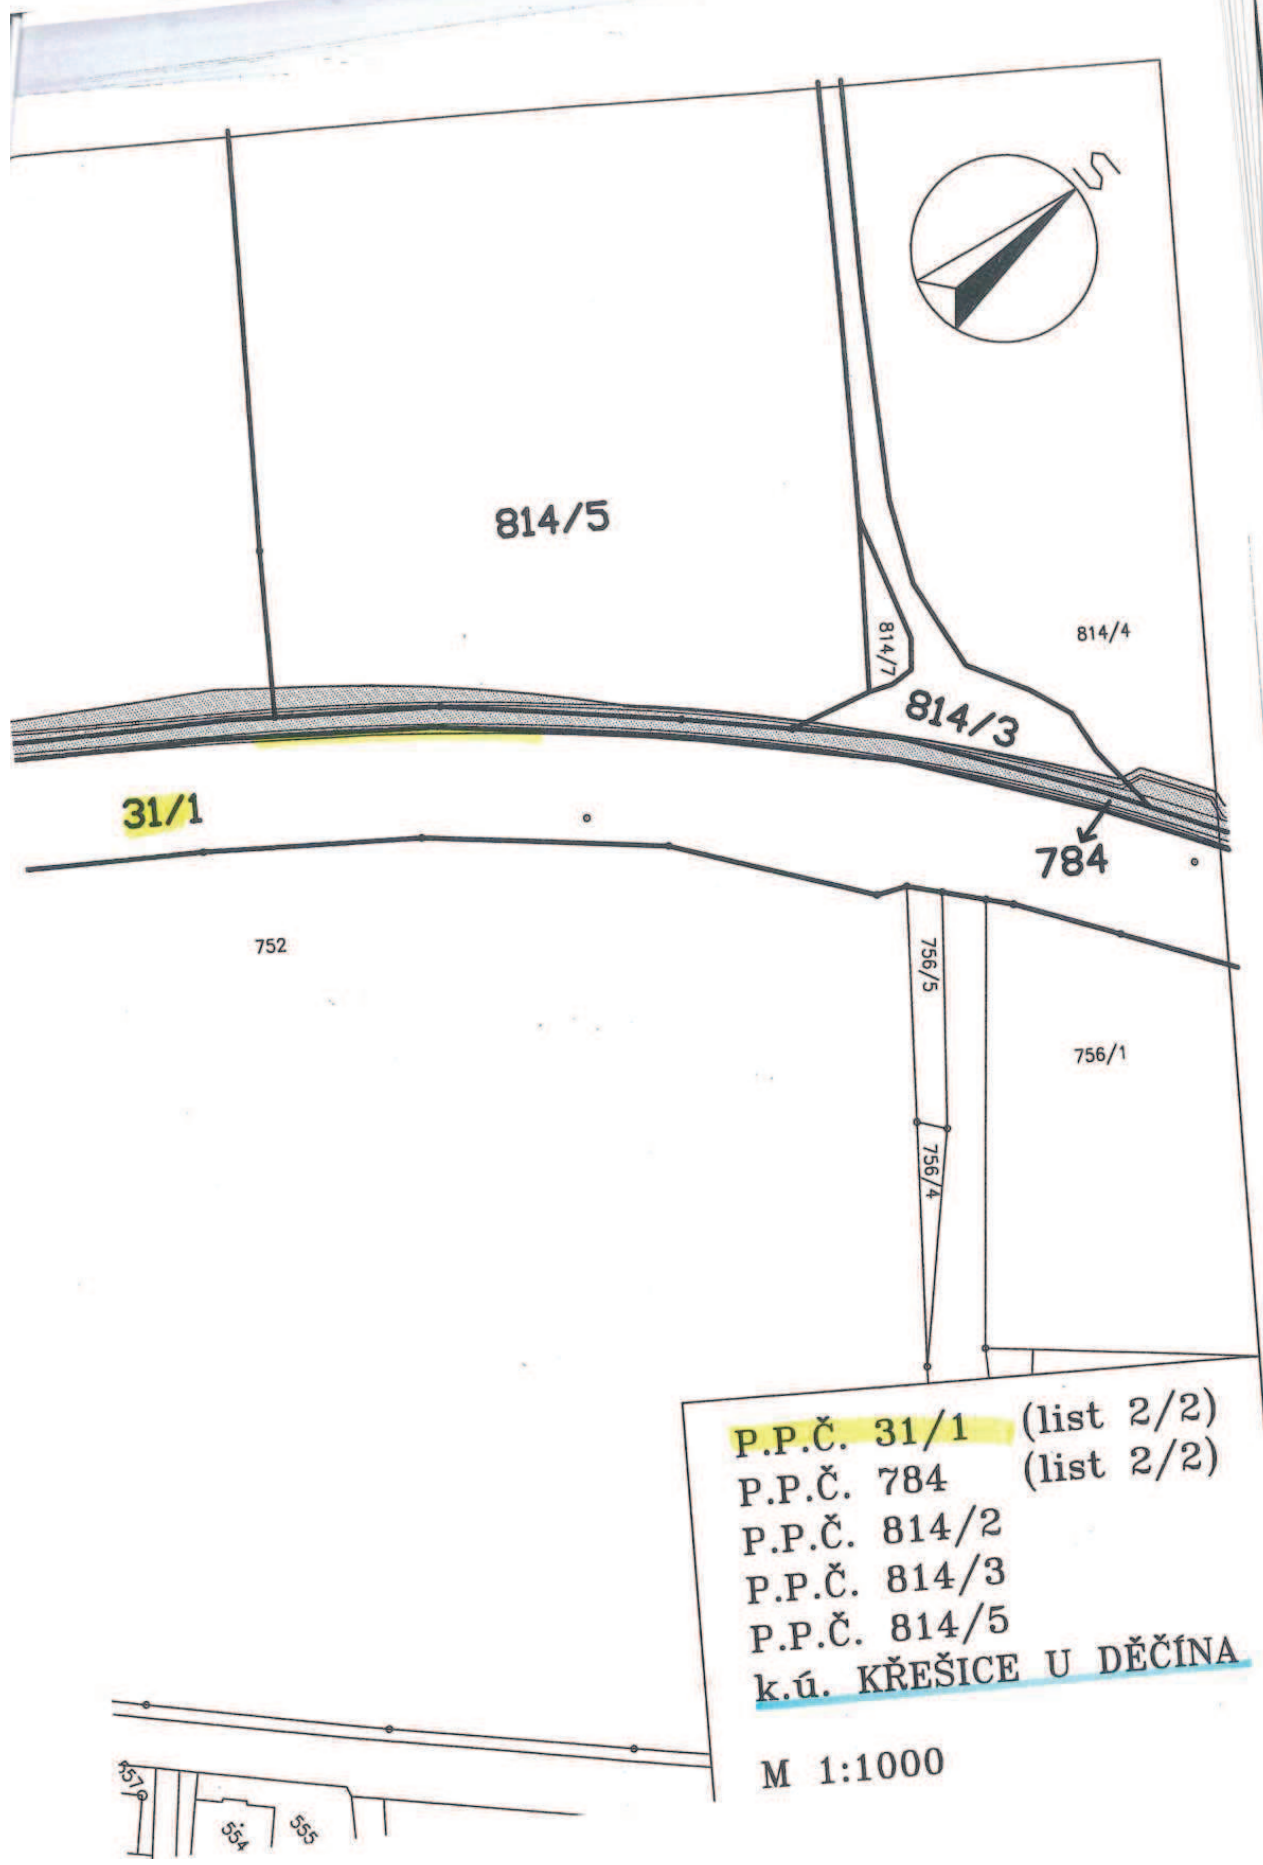 S
814/5
814/7
814/4
814/3
31/1
784
752
756/5
756/1
756/4
P.P.Č. 31/1 (list 2/2)
P.P.Č. 784 (list 2/2)
P.P.Č. 814/2
P.P.Č. 814/3
P.P.Č. 814/5
k.ú. KŘEŠICE U DĚČÍNA
M 1:1000
557
554
555